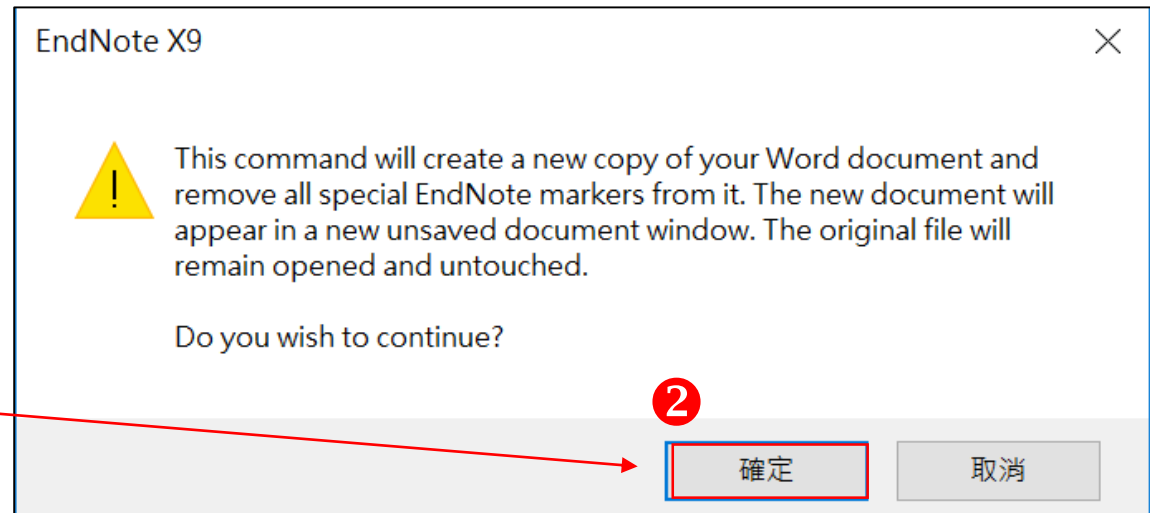 EndNote X9
This command will create a new copy of your Word document and
remove all special EndNote markers from it. The new document will
appear in a new unsaved document window. The original file will
remain opened and untouched.
Do you wish to continue?
2
確定 取消